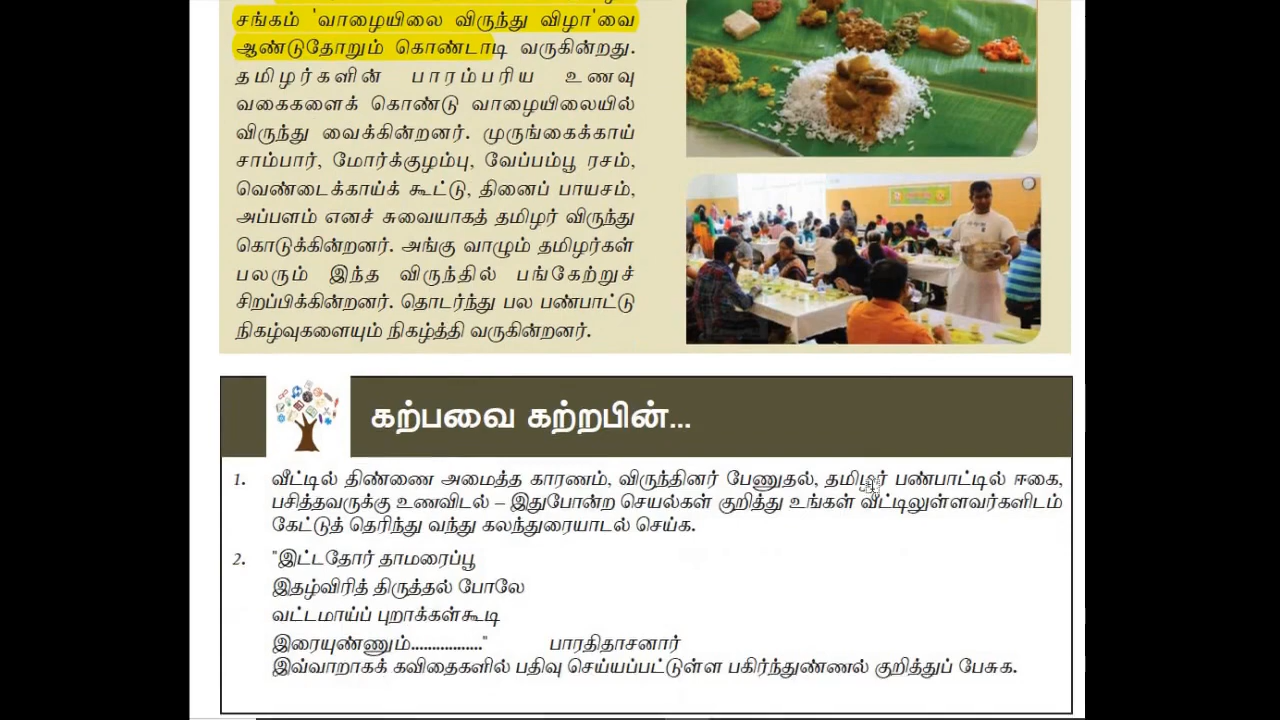 சங்கம் 'வாழையிலை விருந்து விழா'வை
ஆண்டுதோறும் கொண்டாடி வருகின்றது.
தமிழர்களின் பாரம்பரிய உணவு
வகைகளைக் கொண்டு வாழையிலையில்
விருந்து வைக்கின்றனர். முருங்கைக்காய்
சாம்பார், மோர்க்குழம்பு, வேப்பம்பூ ரசம்,
வெண்டைக்காய்க் கூட்டு, தினைப் பாயசம்,
அப்பளம் எனச் சுவையாகத் தமிழர் விருந்து
கொடுக்கின்றனர். அங்கு வாழும் தமிழர்கள்
பலரும் இந்த விருந்தில் பங்கேற்றுச்
சிறப்பிக்கின்றனர். தொடர்ந்து பல பண்பாட்டு
நிகழ்வுகளையும் நிகழ்த்தி வருகின்றனர்.
கற்பவை கற்றபின்...
1. வீட்டில் திண்ணை அமைத்த காரணம், விருந்தினர் பேணுதல், தமிழர் பண்பாட்டில் ஈகை,
பசித்தவருக்கு உணவிடல் – இதுபோன்ற செயல்கள் குறித்து உங்கள் வீட்டிலுள்ளவர்களிடம்
கேட்டுத் தெரிந்து வந்து கலந்துரையாடல் செய்க.
2. "இட்டதோர் தாமரைப்பூ
இதழ்விரித் திருத்தல் போலே
வட்டமாய்ப் புறாக்கள்கூடி
இரையுண்ணும்................." பாரதிதாசனார்
இவ்வாறாகக் கவிதைகளில் பதிவு செய்யப்பட்டுள்ள பகிர்ந்துண்ணல் குறித்துப் பேசுக.